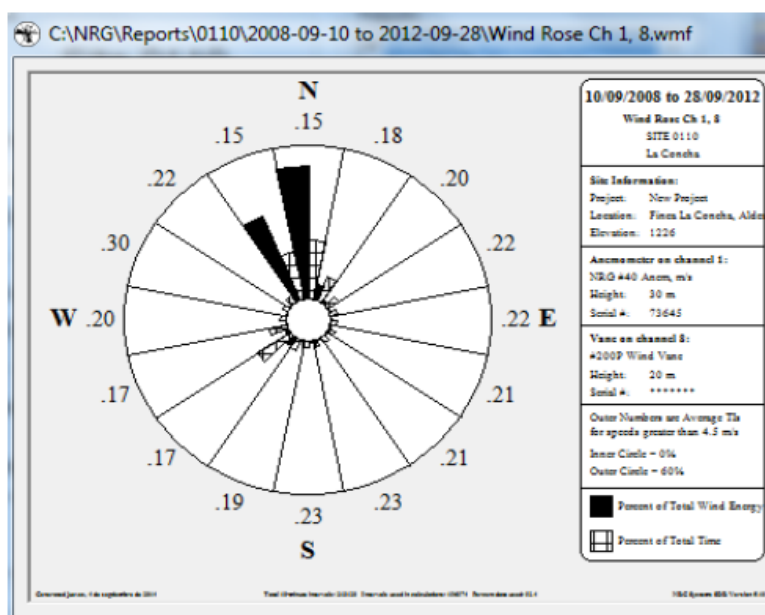 C:\NRG\Reports\0110\2008-09-10 to 2012-09-28\Wind Rose Ch 1, 8.wmf
N
.15
.15
.18
.22
.20
.30
.22
W
.20
.22
E
.17
.21
.17
.21
.19
.23
.23
S
10/09/2008 to 28/09/2012
Wind Rose Ch 1, 8
SITE 0110
La Concha
Site Information:
Project: New Project
Location: Finca La Concha, Alde
Elevation: 1226
Anemometer on channel 1:
NRG #40 Anem, m/s
Height: 30 m
Serial #: 73645
Vane on channel 8:
#200P Wind Vane
Height: 20 m
Serial #: *******
Outer Numbers are Average TIs
for speeds greater than 4.5 m/s
Inner Circle = 0%
Outer Circle = 60%
Percent of Total Wind Energy
Percent of Total Time